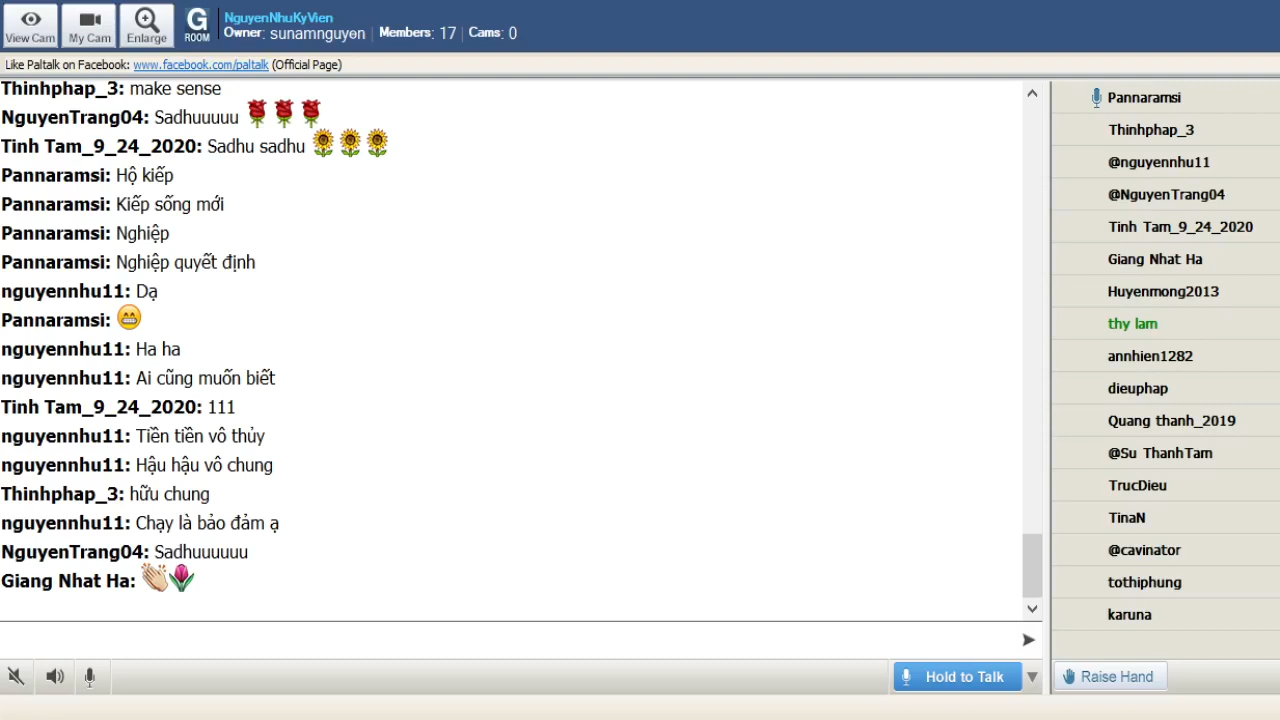 View Cam
My Cam
Enlarge
G
ROOM
NguyenNhuKyVien
Owner: sunamnguyen | Members: 17 | Cams: 0
Like Paltalk on Facebook: www.facebook.com/paltalk (Official Page)
Thinhphap_3: make sense
NguyenTrang04: Sadhuuuuu
Tinh Tam_9_24_2020: Sadhu sadhu
Pannaramsi: Hộ kiếp
Pannaramsi: Kiếp sống mới
Pannaramsi: Nghiệp
Pannaramsi: Nghiệp quyết định
nguyennhu11: Dạ
Pannaramsi:
nguyennhu11: Ha ha
nguyennhu11: Ai cũng muốn biết
Tinh Tam_9_24_2020: 111
nguyennhu11: Tiền tiền vô thủy
nguyennhu11: Hậu hậu vô chung
Thinhphap_3: hữu chung
nguyennhu11: Chạy là bảo đảm ạ
NguyenTrang04: Sadhuuuuuu
Giang Nhat Ha:
Pannaramsi
Thinhphap_3
@nguyennhu11
@NguyenTrang04
Tinh Tam_9_24_2020
Giang Nhat Ha
Huyenmong2013
thy lam
annhien1282
dieuphap
Quang thanh_2019
@Su ThanhTam
TrucDieu
TinaN
@cavinator
tothiphung
karuna
Hold to Talk
Raise Hand